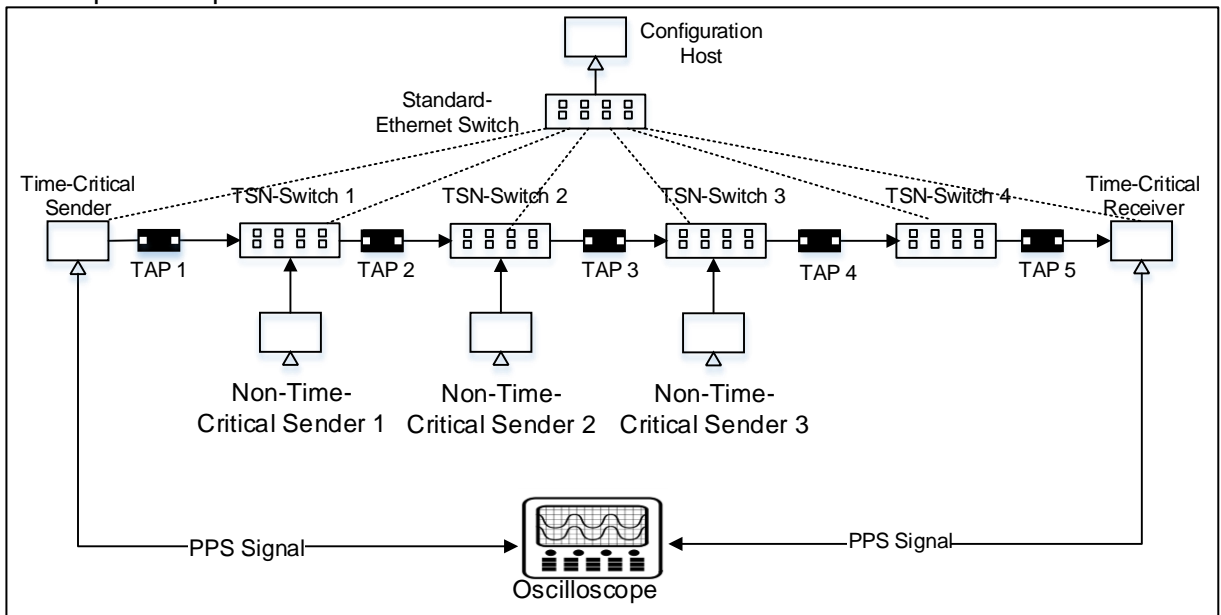 Configuration
Host
Standard-
Ethernet Switch
Time-Critical
Sender
TSN-Switch 1
TSN-Switch 2
TSN-Switch 3
TSN-Switch 4
Time-Critical
Receiver
TAP 1
TAP 2
TAP 3
TAP 4
TAP 5
Non-Time-
Critical Sender 1
Non-Time-
Critical Sender 2
Non-Time-
Critical Sender 3
PPS Signal
PPS Signal
Oscilloscope